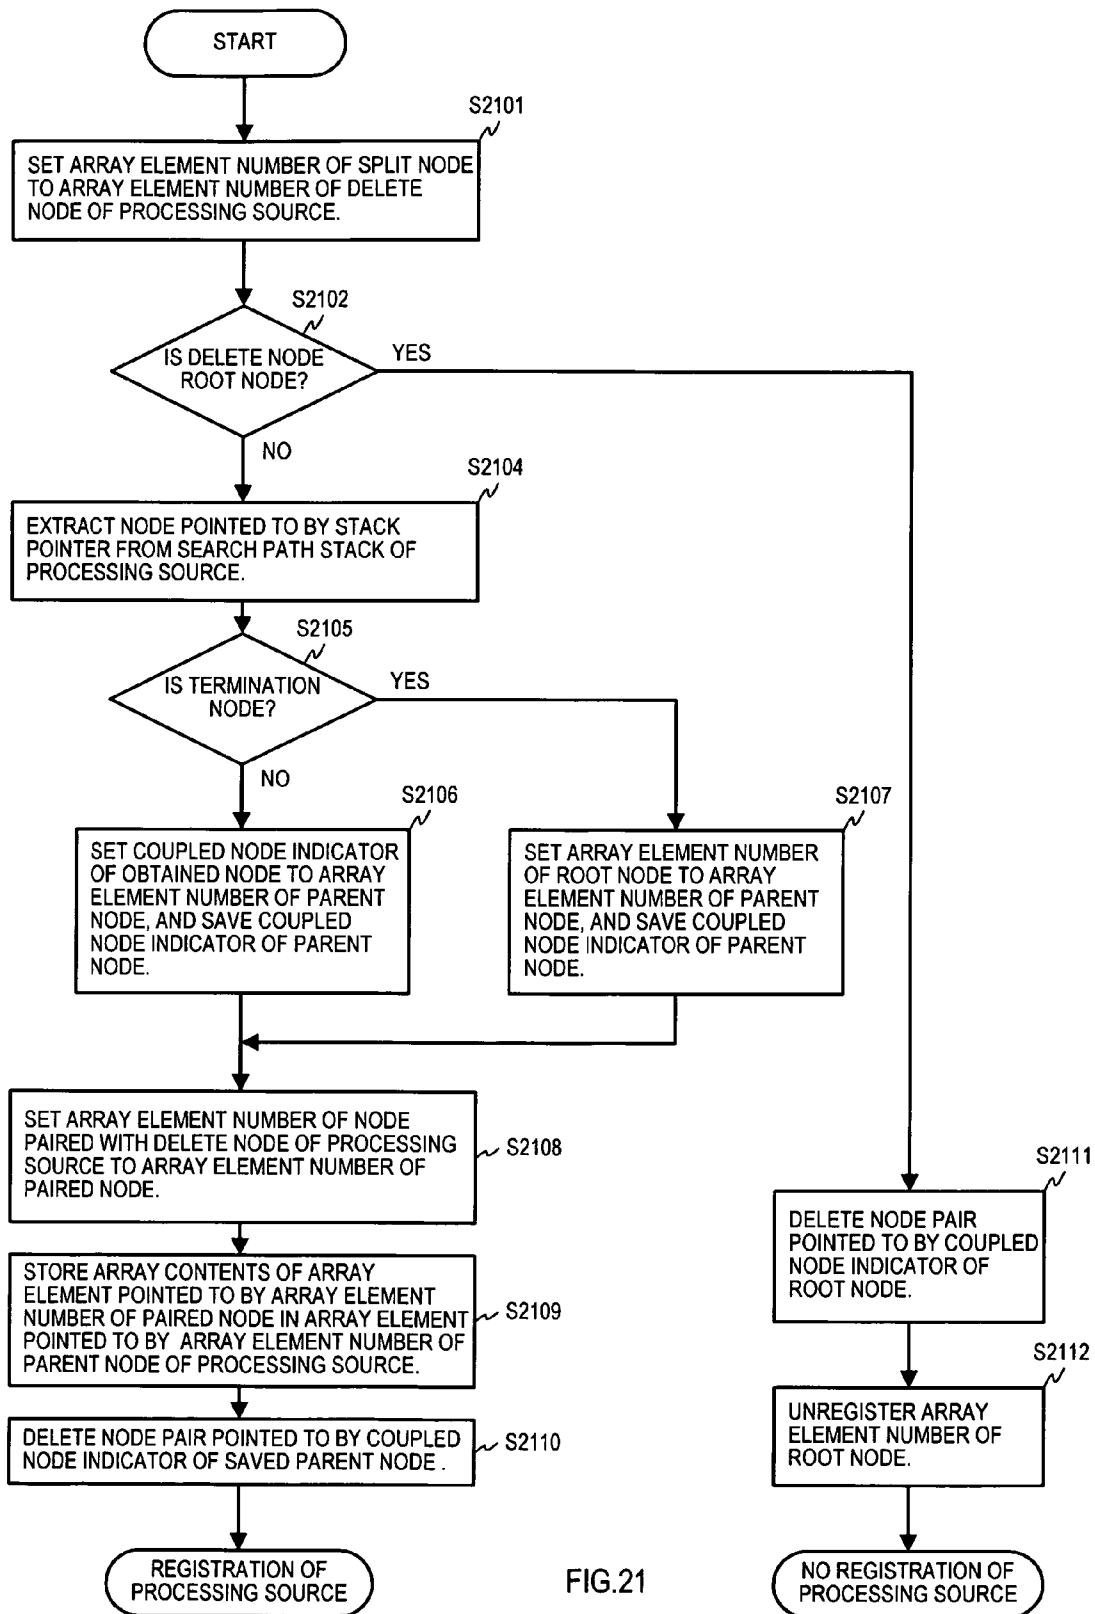 START
S2101
SET ARRAY ELEMENT NUMBER OF SPLIT NODE
TO ARRAY ELEMENT NUMBER OF DELETE
NODE OF PROCESSING SOURCE.
S2102
IS DELETE NODE
ROOT NODE?
YES
NO
S2104
EXTRACT NODE POINTED TO BY STACK
POINTER FROM SEARCH PATH STACK OF
PROCESSING SOURCE.
S2105
IS TERMINATION
NODE?
YES
NO
S2106
SET COUPLED NODE INDICATOR
OF OBTAINED NODE TO ARRAY
ELEMENT NUMBER OF PARENT
NODE, AND SAVE COUPLED
NODE INDICATOR OF PARENT
NODE.
S2107
SET ARRAY ELEMENT NUMBER
OF ROOT NODE TO ARRAY
ELEMENT NUMBER OF PARENT
NODE, AND SAVE COUPLED
NODE INDICATOR OF PARENT
NODE.
SET ARRAY ELEMENT NUMBER OF NODE
PAIRED WITH DELETE NODE OF PROCESSING
SOURCE TO ARRAY ELEMENT NUMBER OF
PAIRED NODE.
S2108
STORE ARRAY CONTENTS OF ARRAY
ELEMENT POINTED TO BY ARRAY ELEMENT
NUMBER OF PAIRED NODE IN ARRAY ELEMENT
POINTED TO BY ARRAY ELEMENT NUMBER OF
PARENT NODE OF PROCESSING SOURCE.
S2109
DELETE NODE PAIR POINTED TO BY COUPLED
NODE INDICATOR OF SAVED PARENT NODE .
S2110
REGISTRATION OF
PROCESSING SOURCE
S2111
DELETE NODE PAIR
POINTED TO BY COUPLED
NODE INDICATOR OF
ROOT NODE.
S2112
UNREGISTER ARRAY
ELEMENT NUMBER OF
ROOT NODE.
NO REGISTRATION OF
PROCESSING SOURCE
FIG.21